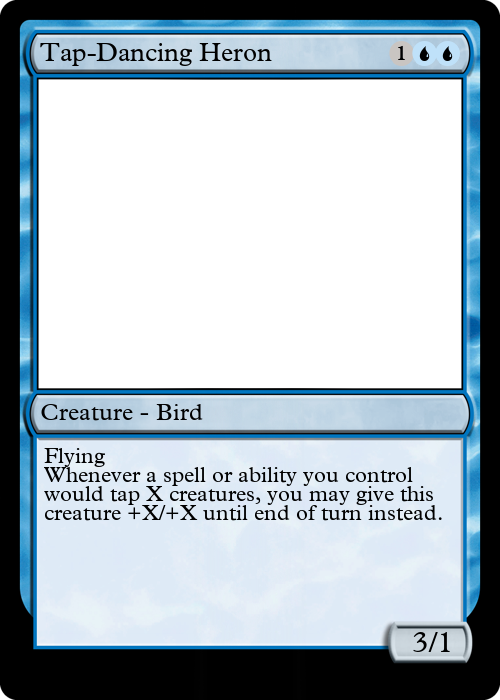 Tap-Dancing Heron 1
Creature - Bird
Flying
Whenever a spell or ability you control
would tap X creatures, you may give this
creature +X/+X until end of turn instead.
3/1